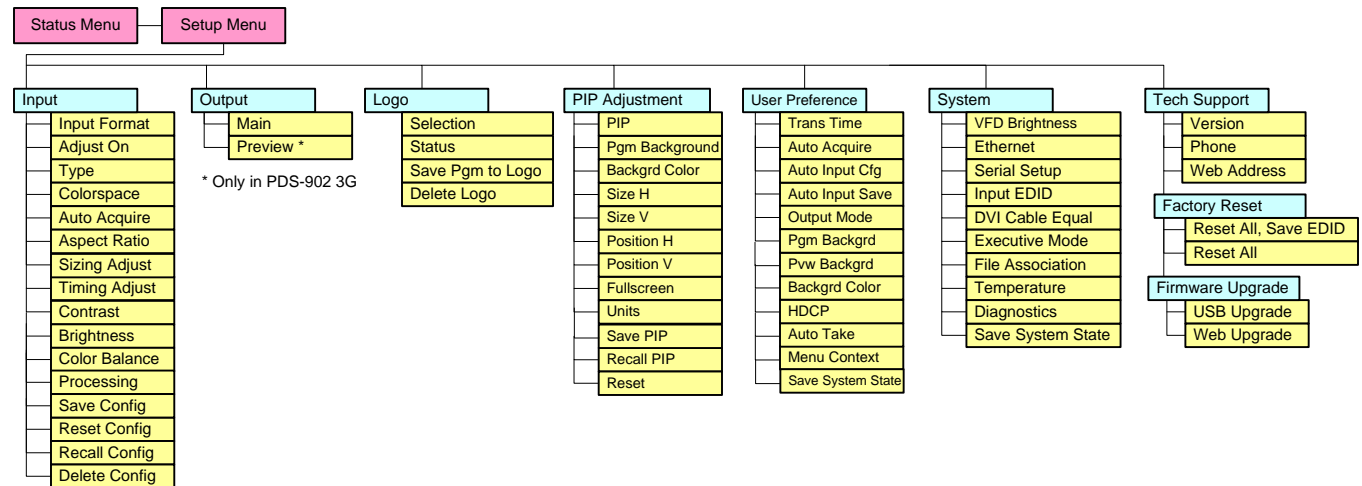 Status Menu
Setup Menu
Input
Input Format
Adjust On
Type
Colorspace
Auto Acquire
Aspect Ratio
Sizing Adjust
Timing Adjust
Contrast
Brightness
Color Balance
Processing
Save Config
Reset Config
Recall Config
Delete Config
Output
Main
Preview *
* Only in PDS-902 3G
Logo
Selection
Status
Save Pgm to Logo
Delete Logo
PIP Adjustment
PIP
Pgm Background
Backgrd Color
Size H
Size V
Position H
Position V
Fullscreen
Units
Save PIP
Recall PIP
Reset
User Preference
Trans Time
Auto Acquire
Auto Input Cfg
Auto Input Save
Output Mode
Pgm Backgrd
Pvw Backgrd
Backgrd Color
HDCP
Auto Take
Menu Context
Save System State
System
VFD Brightness
Ethernet
Serial Setup
Input EDID
DVI Cable Equal
Executive Mode
File Association
Temperature
Diagnostics
Save System State
Tech Support
Version
Phone
Web Address
Factory Reset
Reset All, Save EDID
Reset All
Firmware Upgrade
USB Upgrade
Web Upgrade